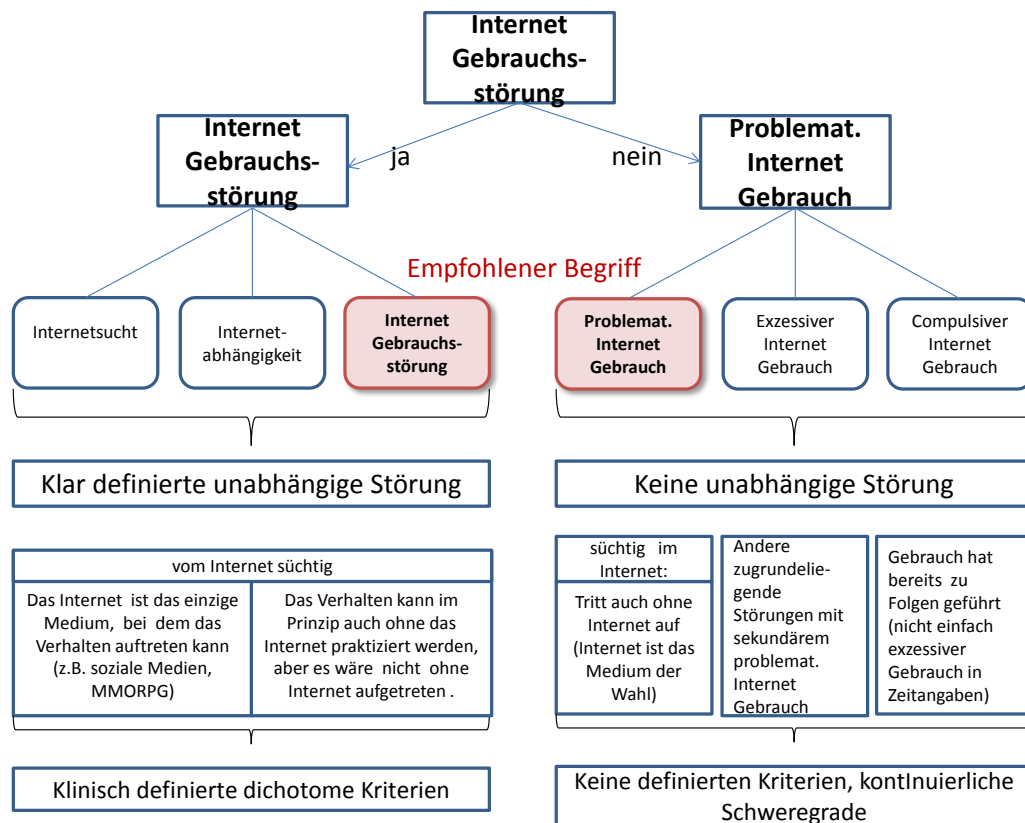 Internet
Gebrauchs-
störung
Internet
Gebrauchs-
störung
ja
nein
Problemat.
Internet
Gebrauch
Empfohlener Begriff
Internetsucht
Internet-
abhängigkeit
Internet
Gebrauchs-
störung
Problemat.
Internet
Gebrauch
Exzessiver
Internet
Gebrauch
Compulsiver
Internet
Gebrauch
Klar definierte unabhängige Störung
Keine unabhängige Störung
vom Internet süchtig
Das Internet ist das einzige
Medium, bei dem das
Verhalten auftreten kann
(z.B. soziale Medien,
MMORPG)
Das Verhalten kann im
Prinzip auch ohne das
Internet praktiziert werden,
aber es wäre nicht ohne
Internet aufgetreten .
süchtig im
Internet:
Tritt auch ohne
Internet auf
(Internet ist das
Medium der
Wahl)
Andere
zugrundelie-
gende
Störungen mit
sekundärem
problemat.
Internet
Gebrauch
Gebrauch hat
bereits zu
Folgen geführt
(nicht einfach
exzessiver
Gebrauch in
Zeitangaben)
Klinisch definierte dichotome Kriterien
Keine definierten Kriterien, kontInuierliche
Schweregrade